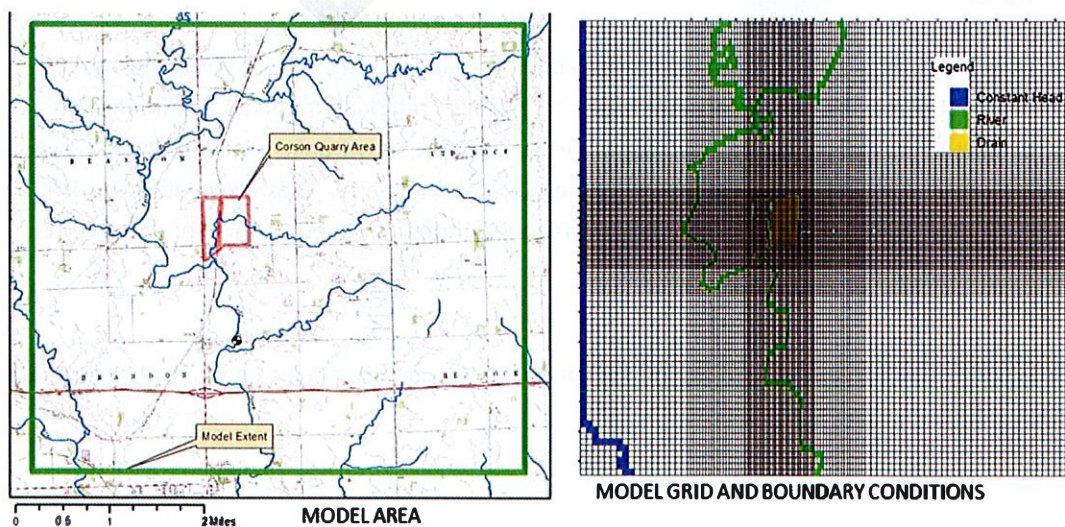 Corson Quarry Area
B R A N D O N
R E D R O C K
B R A N D O N
R E D R O C K
Model Extent
0 0.5 1 2 Miles
MODEL AREA
Legend
Constant Head
River
Drain
MODEL GRID AND BOUNDARY CONDITIONS